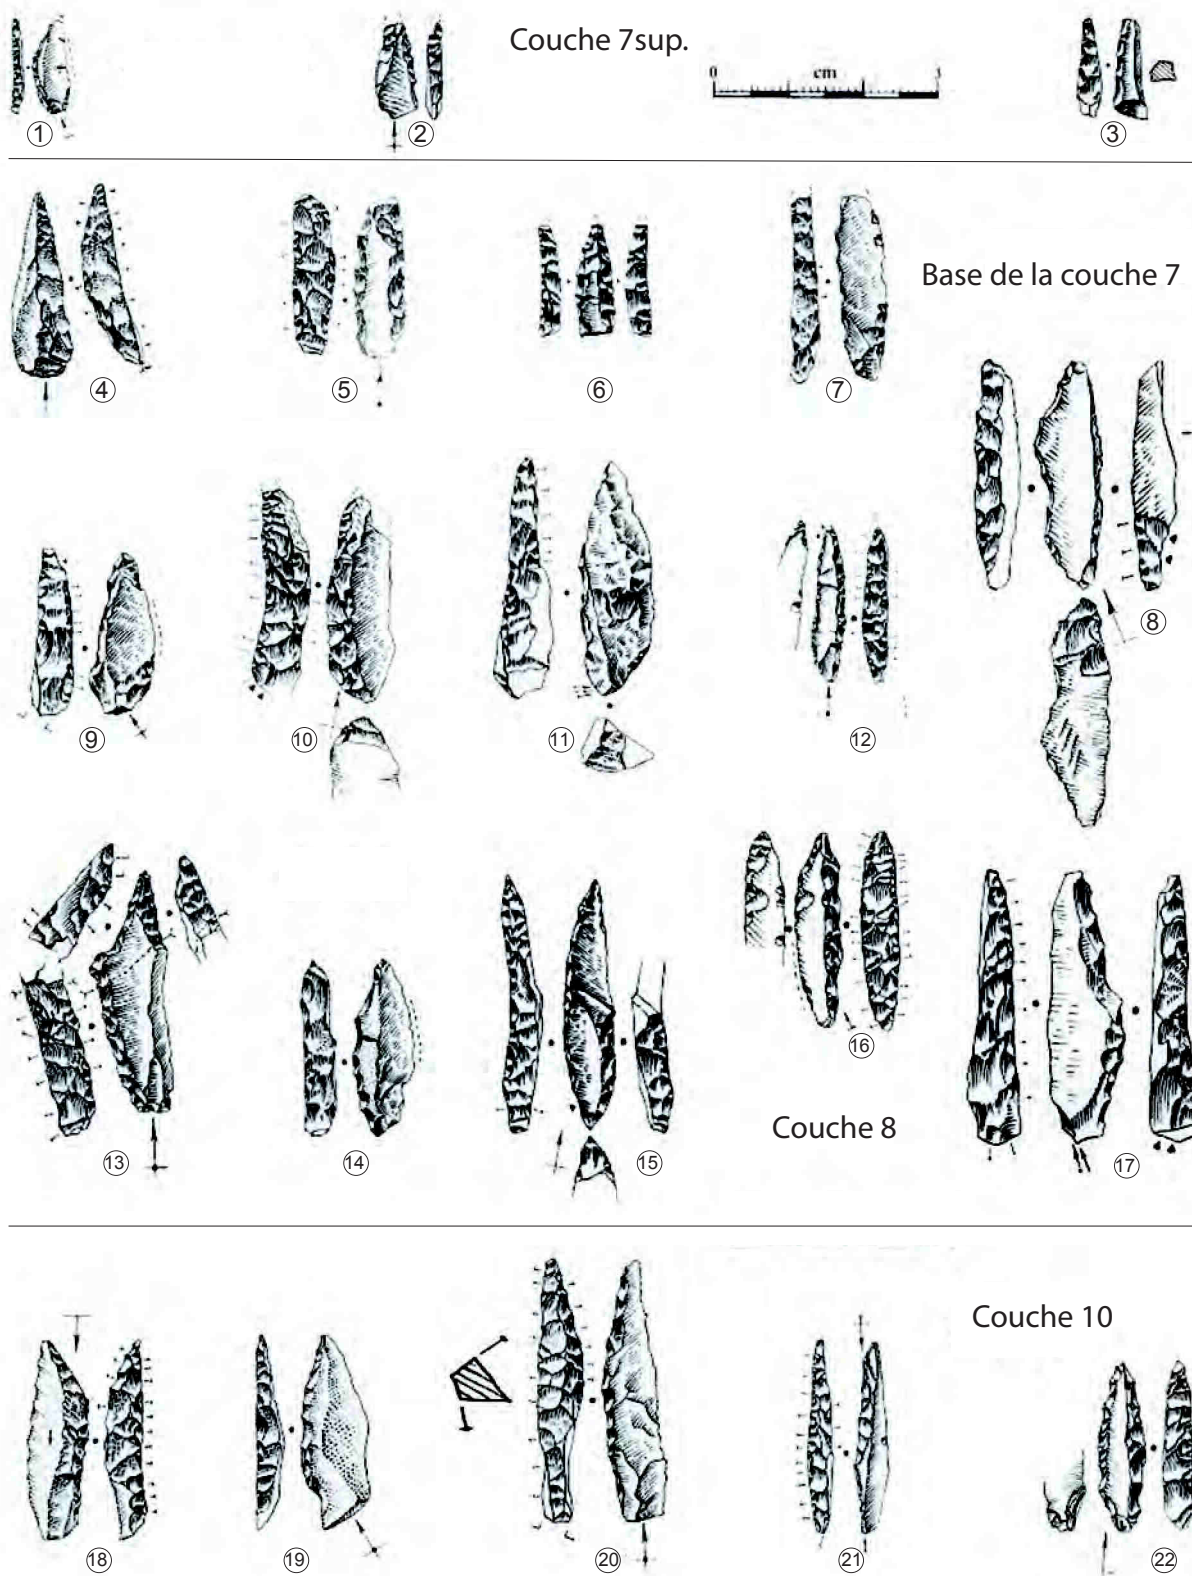 Couche 7sup.
0 cm 3
1 2 3
Base de la couche 7
4 5 6 7
8
9 10 11 12
13 14 15 16 17
Couche 8
Couche 10
18 19 20 21 22